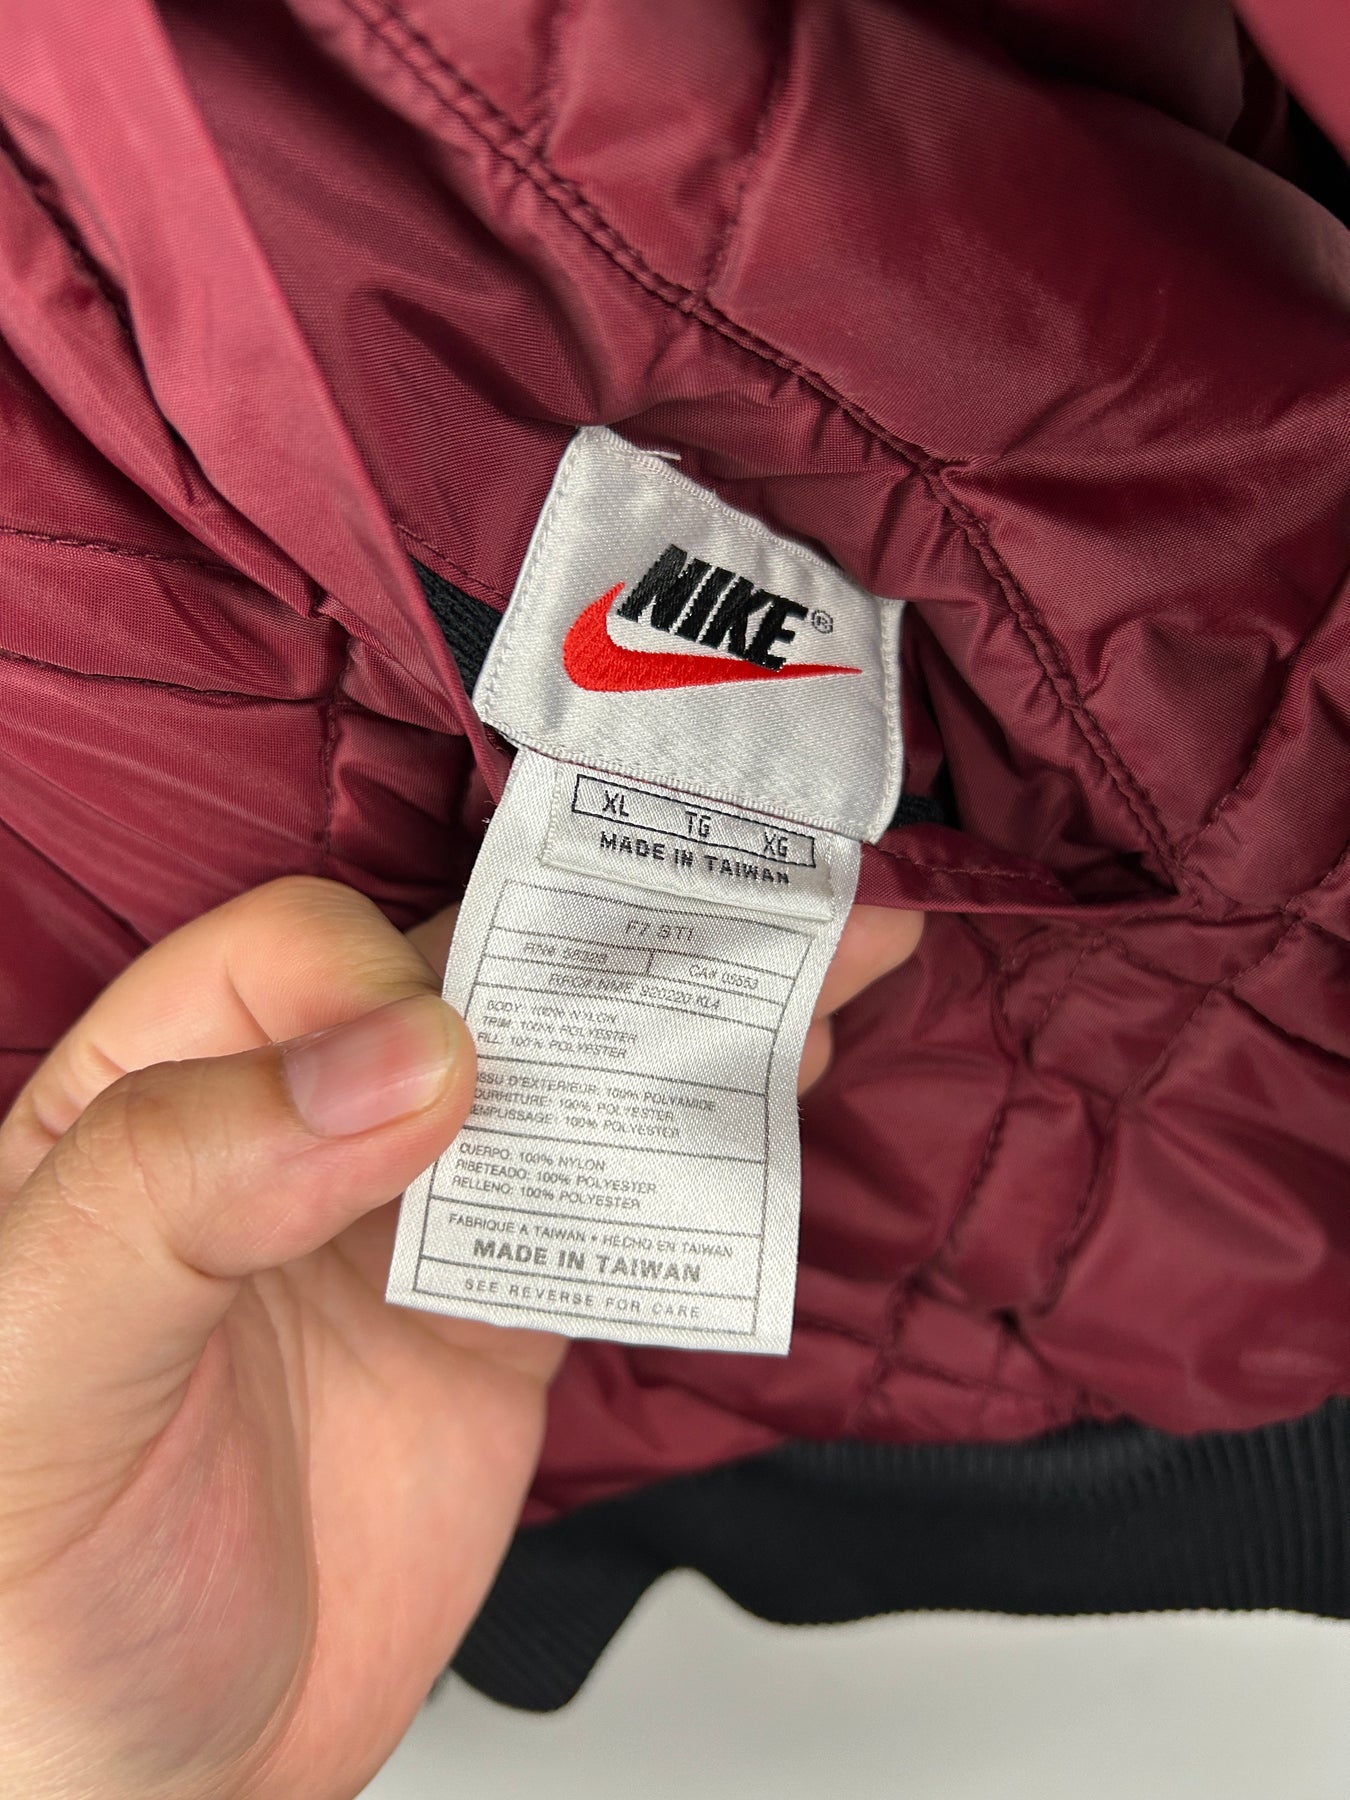 NIKE®
XL TG XG
MADE IN TAIWAN
F7 STI
CA# 05553
BODY: 100% NYLON
TRIM: 100% POLYESTER
FILL: 100% POLYESTER
D'EXTERIEUR: 100% POLYAMIDE
100% POLYESTER
100% POLYESTER
CUERPO: 100% NYLON
RIBETEADO: 100% POLYESTER
RELLENO: 100% POLYESTER
FABRIQUE A TAIWAN • HECHO EN TAIWAN
MADE IN TAIWAN
SEE REVERSE FOR CARE